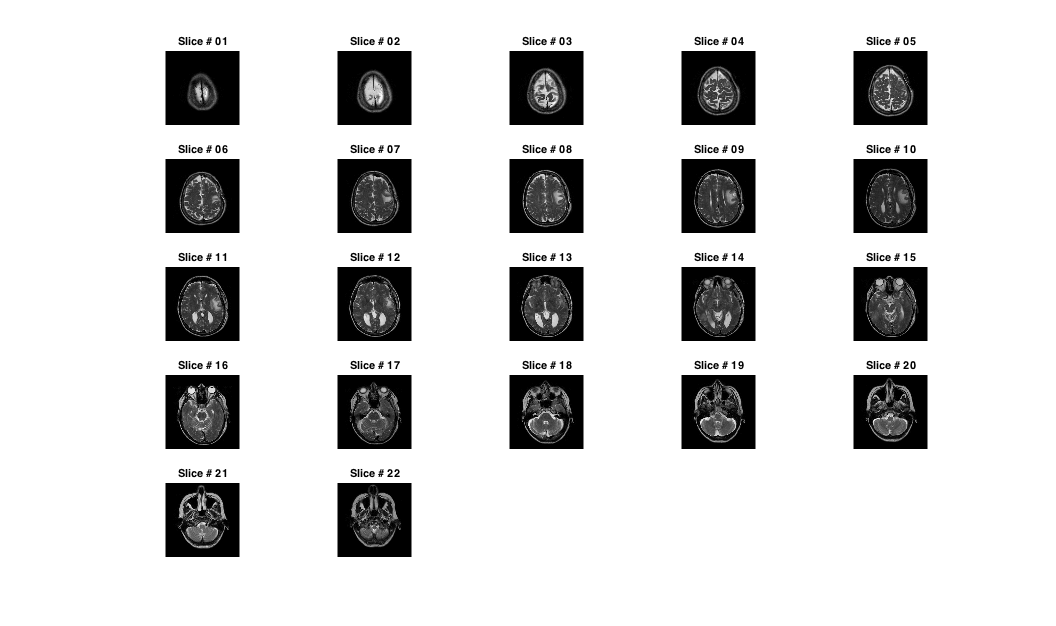 Slice # 01
Slice # 02
Slice # 03
Slice # 04
Slice # 05
Slice # 06
Slice # 07
Slice # 08
Slice # 09
Slice # 10
Slice # 11
Slice # 12
Slice # 13
Slice # 14
Slice # 15
Slice # 16
Slice # 17
Slice # 18
Slice # 19
Slice # 20
Slice # 21
Slice # 22